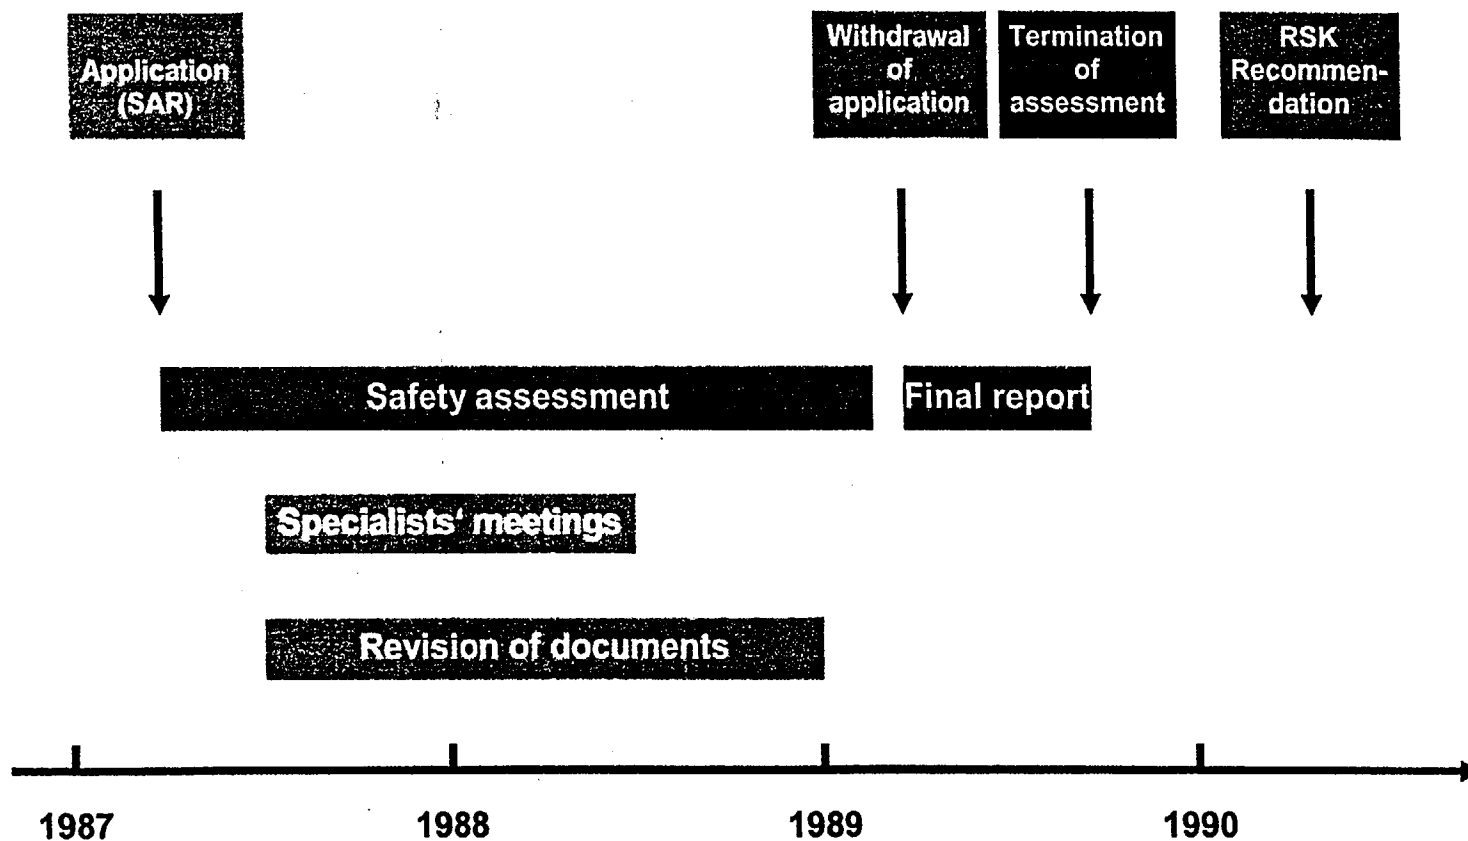 Application
(SAR)
Withdrawal
of
application
Termination
of
assessment
RSK
Recommen-
dation
Safety assessment
Final report
Specialists‘ meetings
Revision of documents
1987
1988
1989
1990